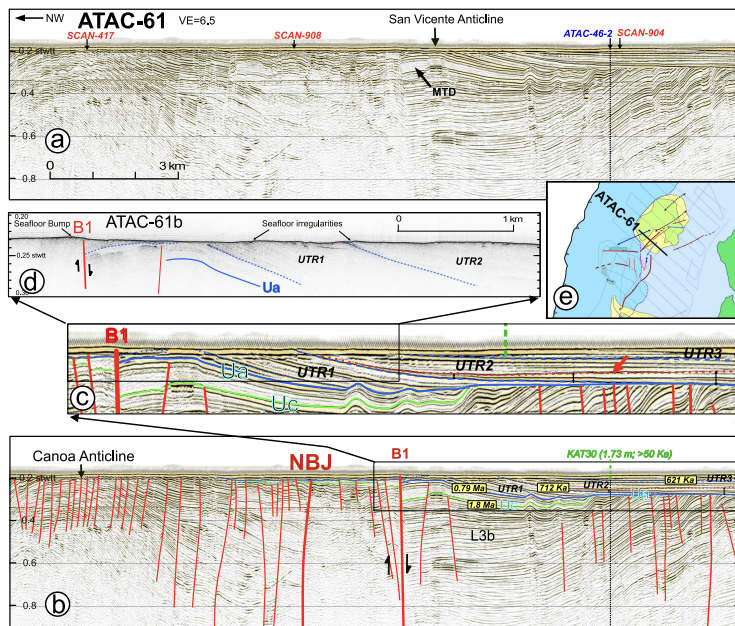 NW ATAC-61 VE=6.5
San Vicente Anticline
SCAN-417 SCAN-908 ATAC-46-2 SCAN-904
0.2 stwtt
MTD
0.4
0.6
0.8
a
0 3 km
ATAC-61b
0 1 km
0.20
Seafloor Bump B1 Seafloor irregularities
0.25 stwtt
UTR1 UTR2
Ua
d
ATAC-61
e
B1
UTR3
UTR2
UTR1
Ua
Uc
c
Canoa Anticline NBJ B1 KAT30 (1.73 m; >50 Ka)
0.2 stwtt
0.79 Ma UTR1 712 Ka UTR2 621 Ka UTR3
1.8 Ma
L3b
0.4
0.6
0.8
b